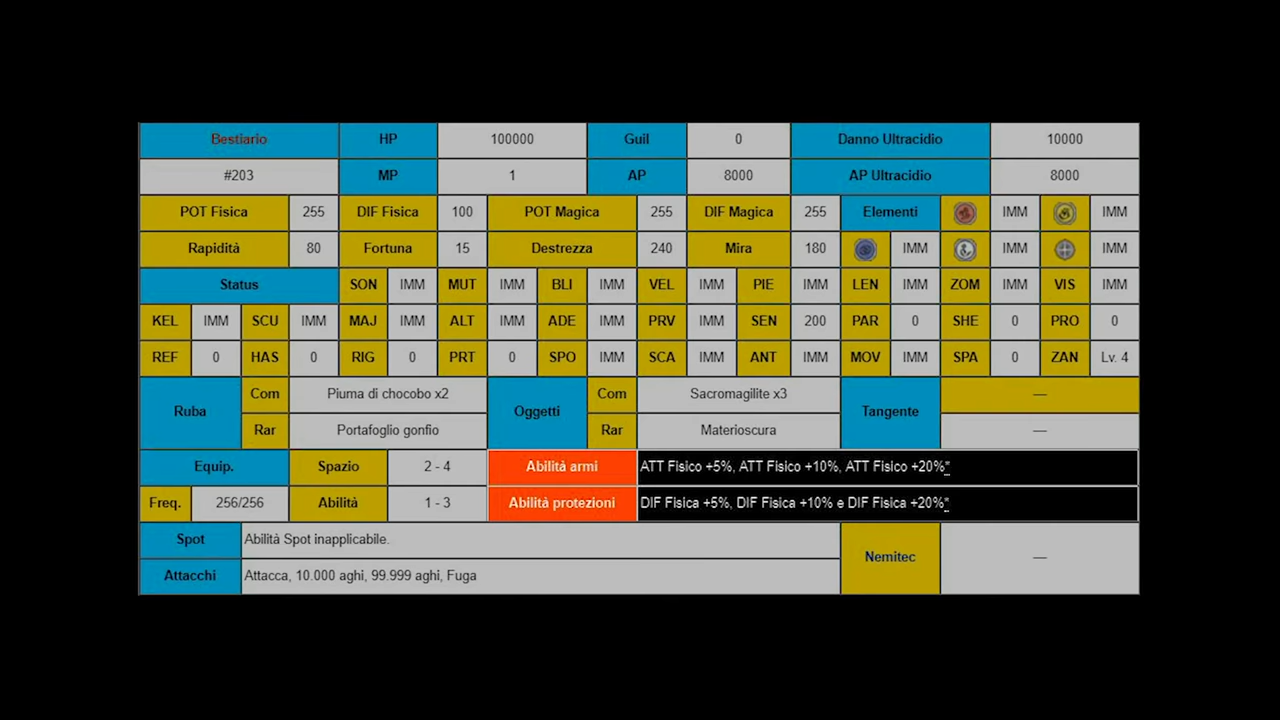 Bestiario HP 100000 Guil 0 Danno Ultracidio 10000
#203 MP 1 AP 8000 AP Ultracidio 8000
POT Fisica 255 DIF Fisica 100 POT Magica 255 DIF Magica 255 Elementi IMM IMM
Rapidità 80 Fortuna 15 Destrezza 240 Mira 180 IMM IMM IMM
Status SON IMM MUT IMM BLI IMM VEL IMM PIE IMM LEN IMM ZOM IMM VIS IMM
KEL IMM SCU IMM MAJ IMM ALT IMM ADE IMM PRV IMM SEN 200 PAR 0 SHE 0 PRO 0
REF 0 HAS 0 RIG 0 PRT 0 SPO IMM SCA IMM ANT IMM MOV IMM SPA 0 ZAN Lv. 4
Ruba Com Piuma di chocobo x2 Oggetti Com Sacromagilite x3 Tangente —
Rar Portafoglio gonfio Rar Materioscura —
Equip. Spazio 2 - 4 Abilità armi ATT Fisico +5%, ATT Fisico +10%, ATT Fisico +20%*
Freq. 256/256 Abilità 1 - 3 Abilità protezioni DIF Fisica +5%, DIF Fisica +10% e DIF Fisica +20%*
Spot Abilità Spot inapplicabile. Nemitec —
Attacchi Attacca, 10.000 aghi, 99.999 aghi, Fuga